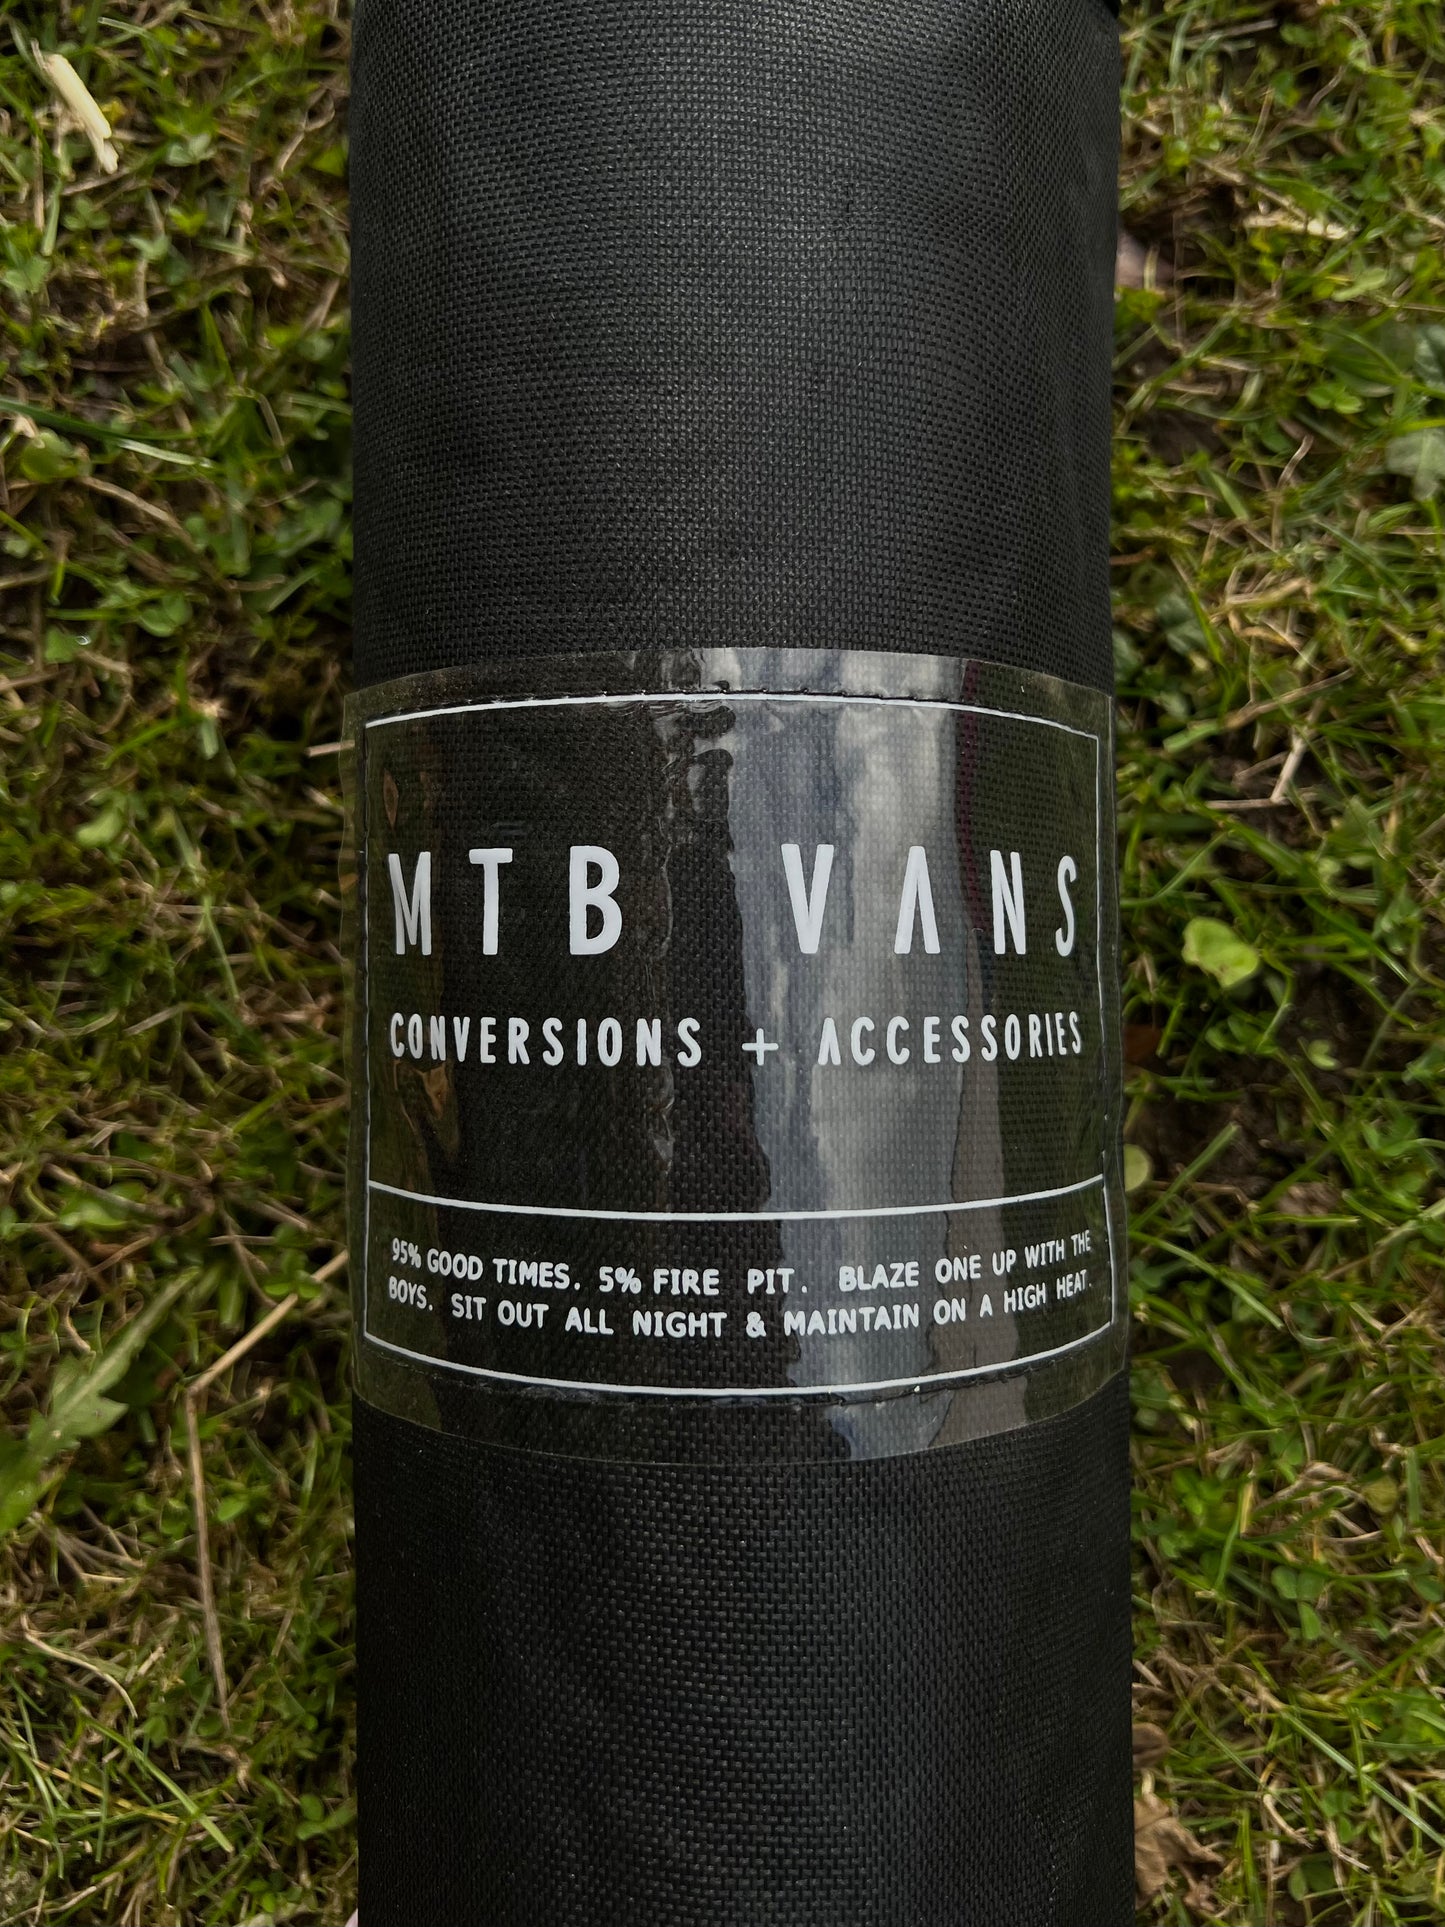 MTB VANS
CONVERSIONS + ACCESSORIES
95% GOOD TIMES. 5% FIRE PIT. BLAZE ONE UP WITH THE
BOYS. SIT OUT ALL NIGHT & MAINTAIN ON A HIGH HEAT.